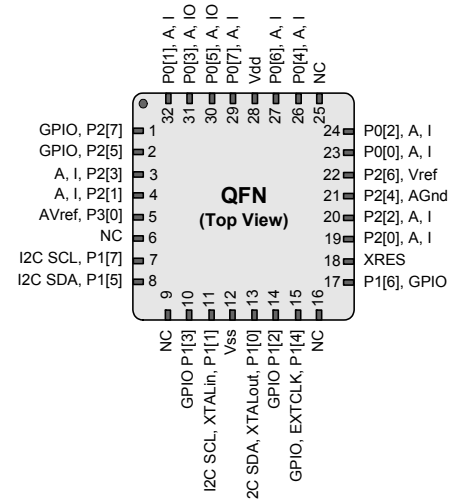 P0[1], A, I
P0[3], A, IO
P0[5], A, IO
P0[7], A, I
Vdd
P0[6], A, I
P0[4], A, I
NC
32
31
30
29
28
27
26
25
GPIO, P2[7] 1
GPIO, P2[5] 2
A, I, P2[3] 3
A, I, P2[1] 4
AVref, P3[0] 5
NC 6
I2C SCL, P1[7] 7
I2C SDA, P1[5] 8
QFN
(Top View)
24 P0[2], A, I
23 P0[0], A, I
22 P2[6], Vref
21 P2[4], AGnd
20 P2[2], A, I
19 P2[0], A, I
18 XRES
17 P1[6], GPIO
9
10
11
12
13
14
15
16
NC
GPIO P1[3]
I2C SCL, XTALin, P1[1]
Vss
2C SDA, XTALout, P1[0]
GPIO P1[2]
GPIO, EXTCLK, P1[4]
NC